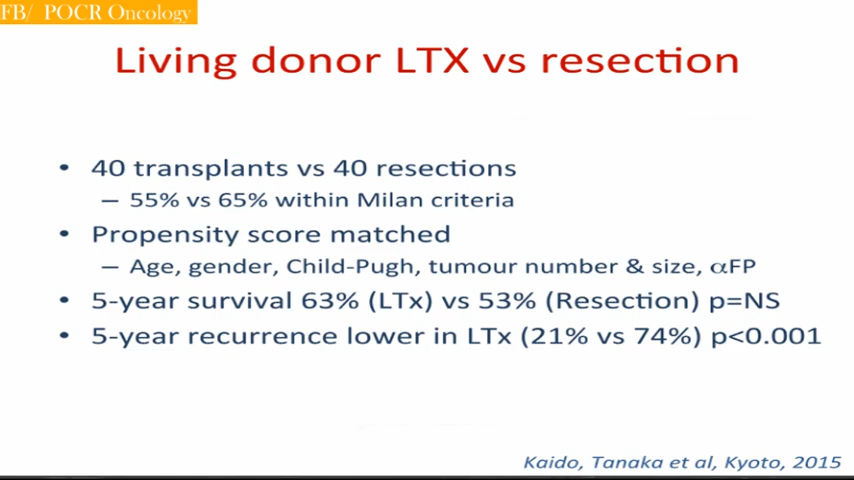 FB/ POCR Oncology
Living donor LTX vs resection
• 40 transplants vs 40 resections
– 55% vs 65% within Milan criteria
• Propensity score matched
– Age, gender, Child-Pugh, tumour number & size, αFP
• 5-year survival 63% (LTx) vs 53% (Resection) p=NS
• 5-year recurrence lower in LTx (21% vs 74%) p<0.001
Kaido, Tanaka et al, Kyoto, 2015